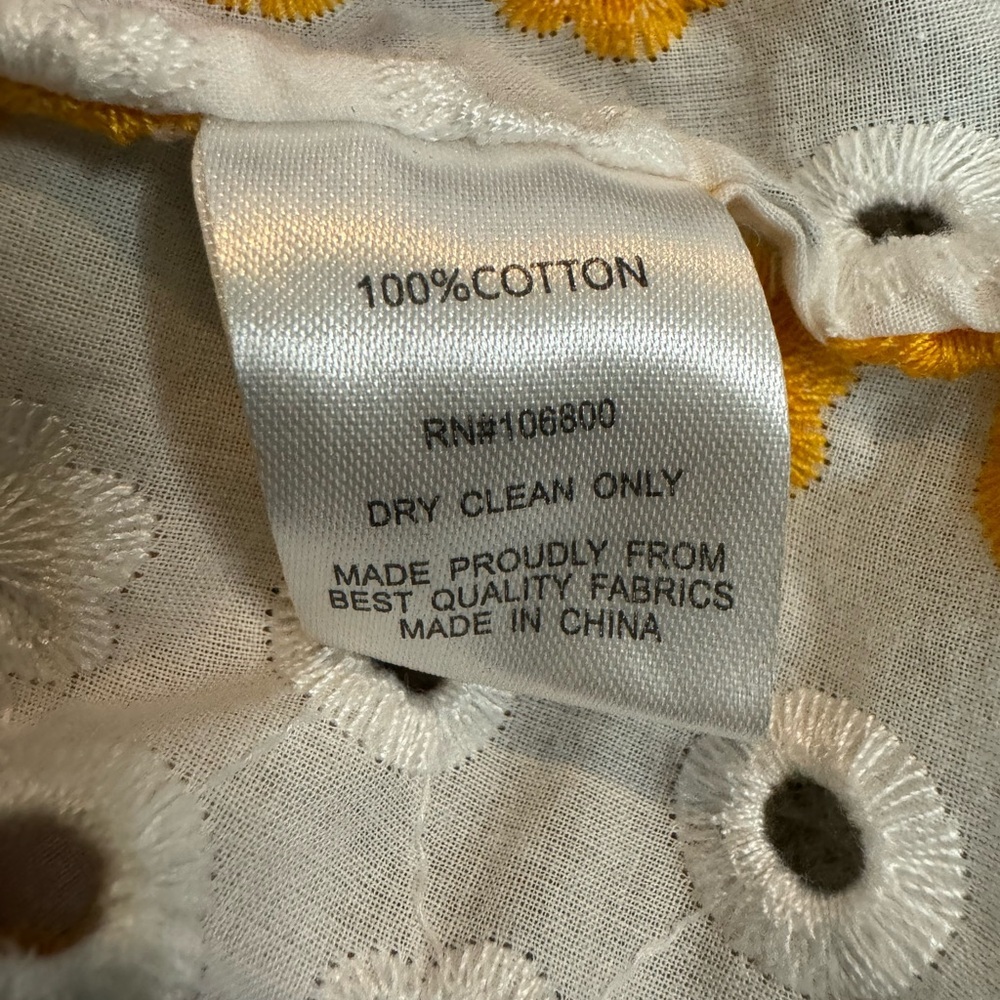 100%COTTON
RN#106800
DRY CLEAN ONLY
MADE PROUDLY FROM
BEST QUALITY FABRICS
MADE IN CHINA